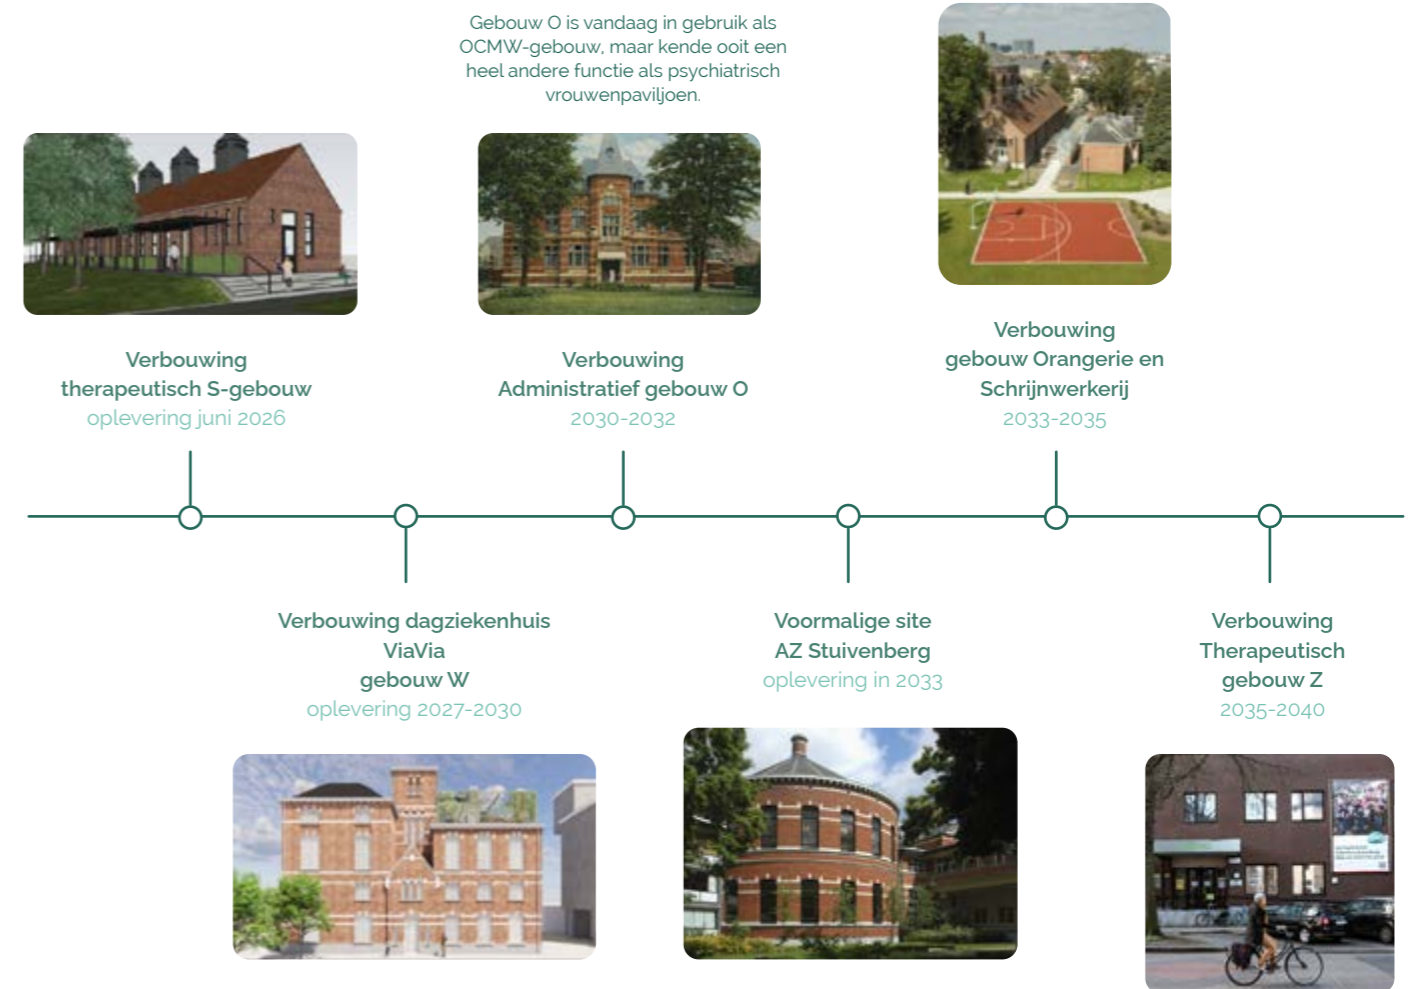 Gebouw O is vandaag in gebruik als
OCMW-gebouw, maar kende ooit een
heel andere functie als psychiatrisch
vrouwenpaviljoen.
Verbouwing
therapeutisch S-gebouw
oplevering juni 2026
Verbouwing
Administratief gebouw O
2030-2032
Verbouwing
gebouw Orangerie en
Schrijnwerkerij
2033-2035
Verbouwing dagziekenhuis
ViaVia
gebouw W
oplevering 2027-2030
Voormalige site
AZ Stuivenberg
oplevering in 2033
Verbouwing
Therapeutisch
gebouw Z
2035-2040